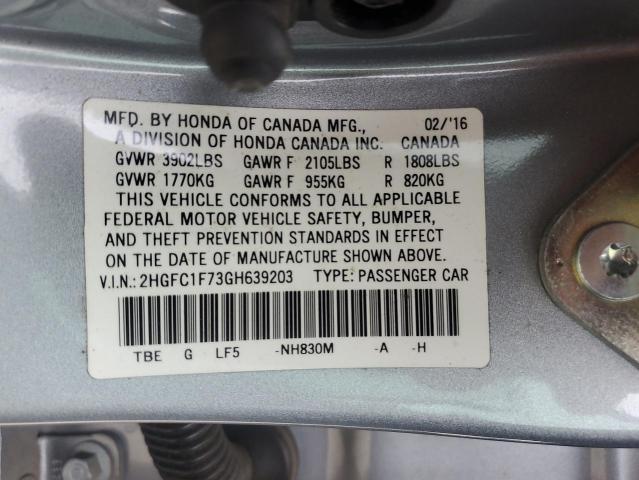 MFD. BY HONDA OF CANADA MFG., 02/'16
A DIVISION OF HONDA CANADA INC. CANADA
GVWR 3902LBS GAWR F 2105LBS R 1808LBS
GVWR 1770KG GAWR F 955KG R 820KG
THIS VEHICLE CONFORMS TO ALL APPLICABLE
FEDERAL MOTOR VEHICLE SAFETY, BUMPER,
AND THEFT PREVENTION STANDARDS IN EFFECT
ON THE DATE OF MANUFACTURE SHOWN ABOVE.
V.I.N.:2HGFC1F73GH639203 TYPE:PASSENGER CAR
TBE G LF5 -NH830M -A -H